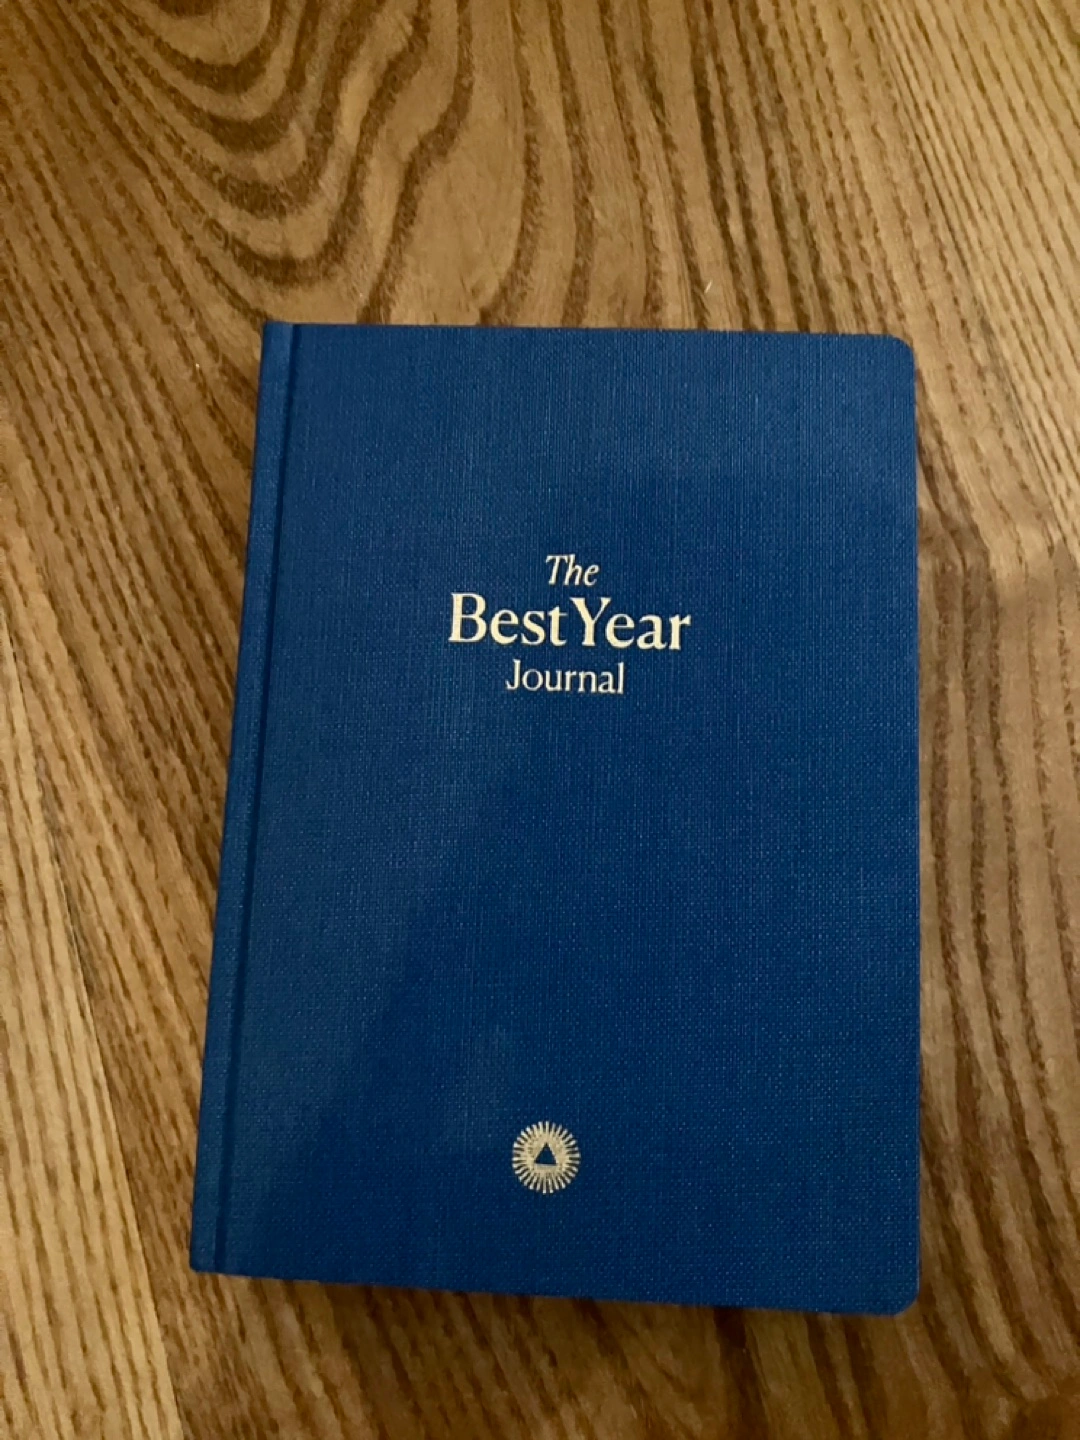 The
Best Year
Journal